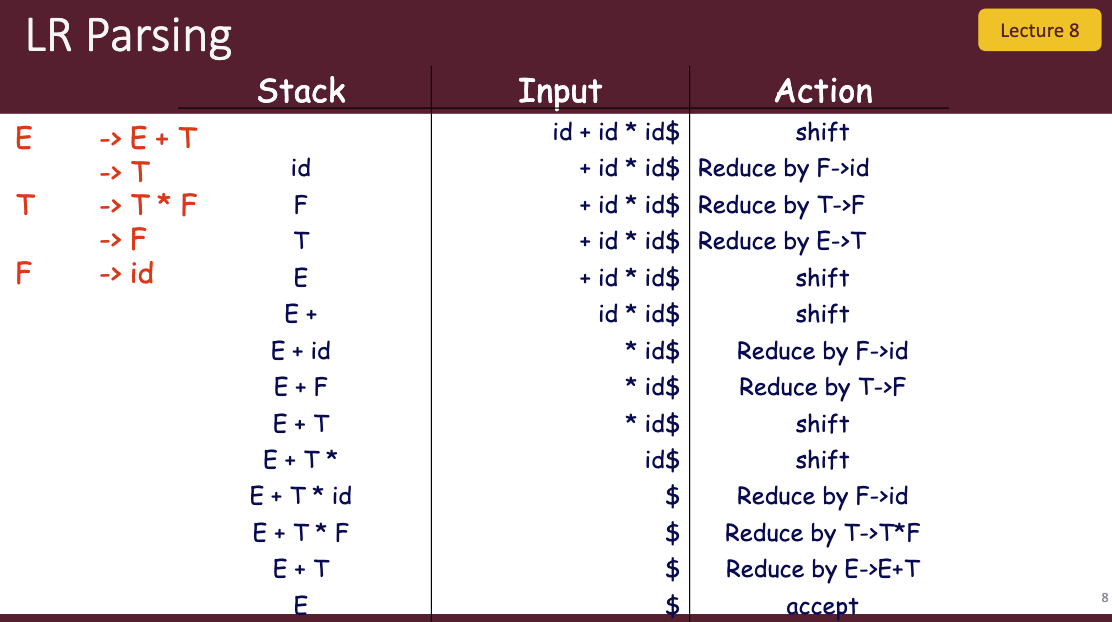 LR Parsing
Lecture 8
Stack Input Action
E -> E + T
-> T
T -> T * F
-> F
F -> id
id + id * id$ shift
id + id * id$ Reduce by F->id
F + id * id$ Reduce by T->F
T + id * id$ Reduce by E->T
E + id * id$ shift
E + id * id$ shift
E + id * id$ Reduce by F->id
E + F * id$ Reduce by T->F
E + T * id$ shift
E + T * id$ shift
E + T * id $ Reduce by F->id
E + T * F $ Reduce by T->T*F
E + T $ Reduce by E->E+T
E $ accept
8